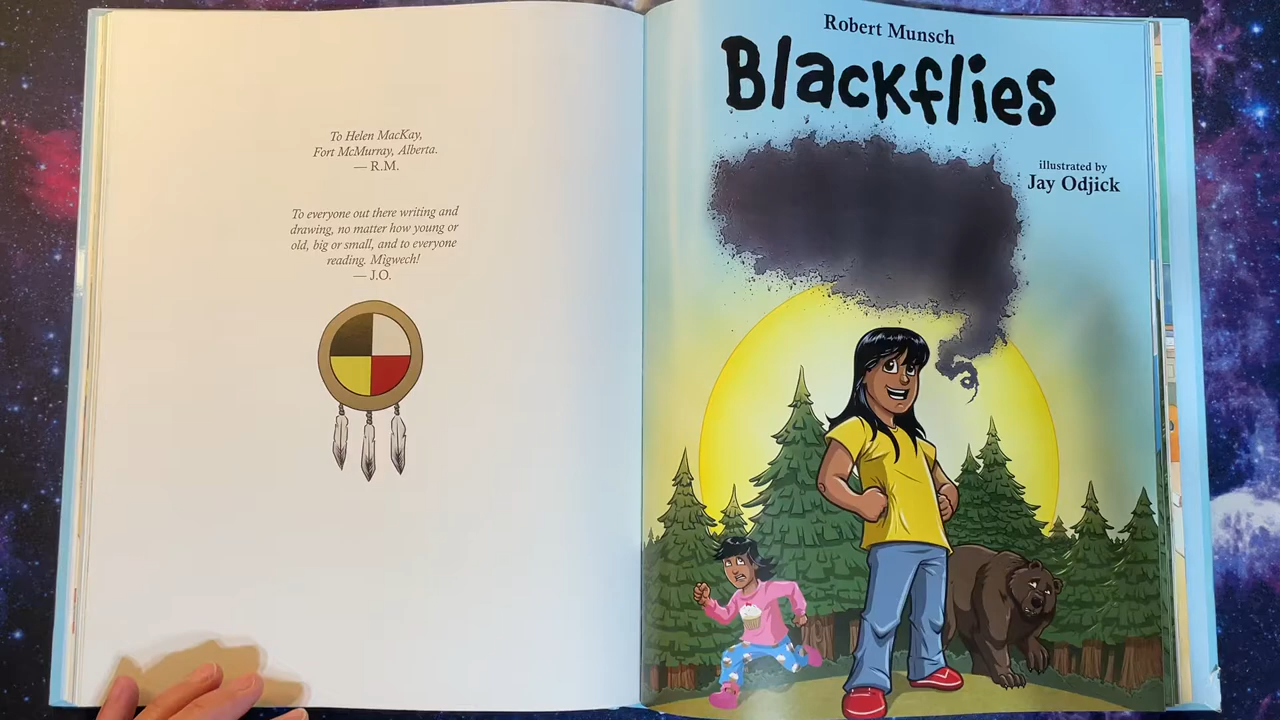 To Helen MacKay,
Fort McMurray, Alberta.
— R.M.
To everyone out there writing and
drawing, no matter how young or
old, big or small, and to everyone
reading. Migwech!
— J.O.
Robert Munsch
Blackflies
illustrated by
Jay Odjick